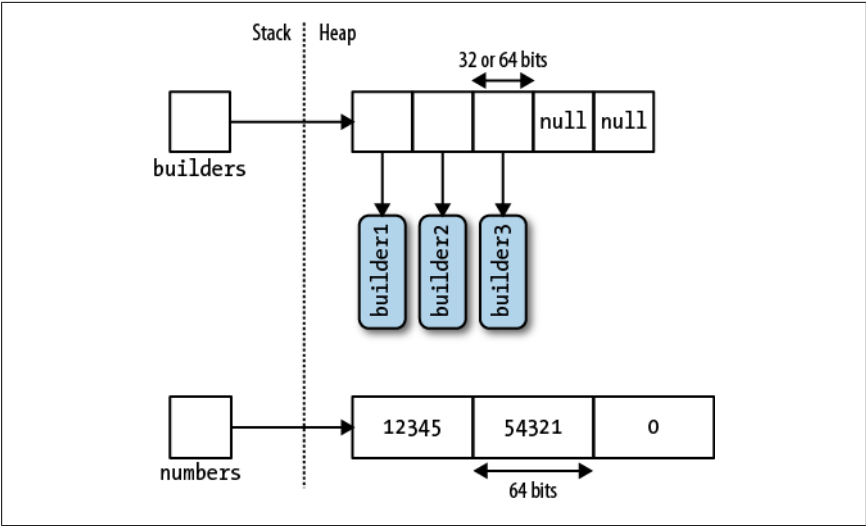 Stack
Heap
32 or 64 bits
null
null
builders
builder1
builder2
builder3
12345
54321
0
numbers
64 bits